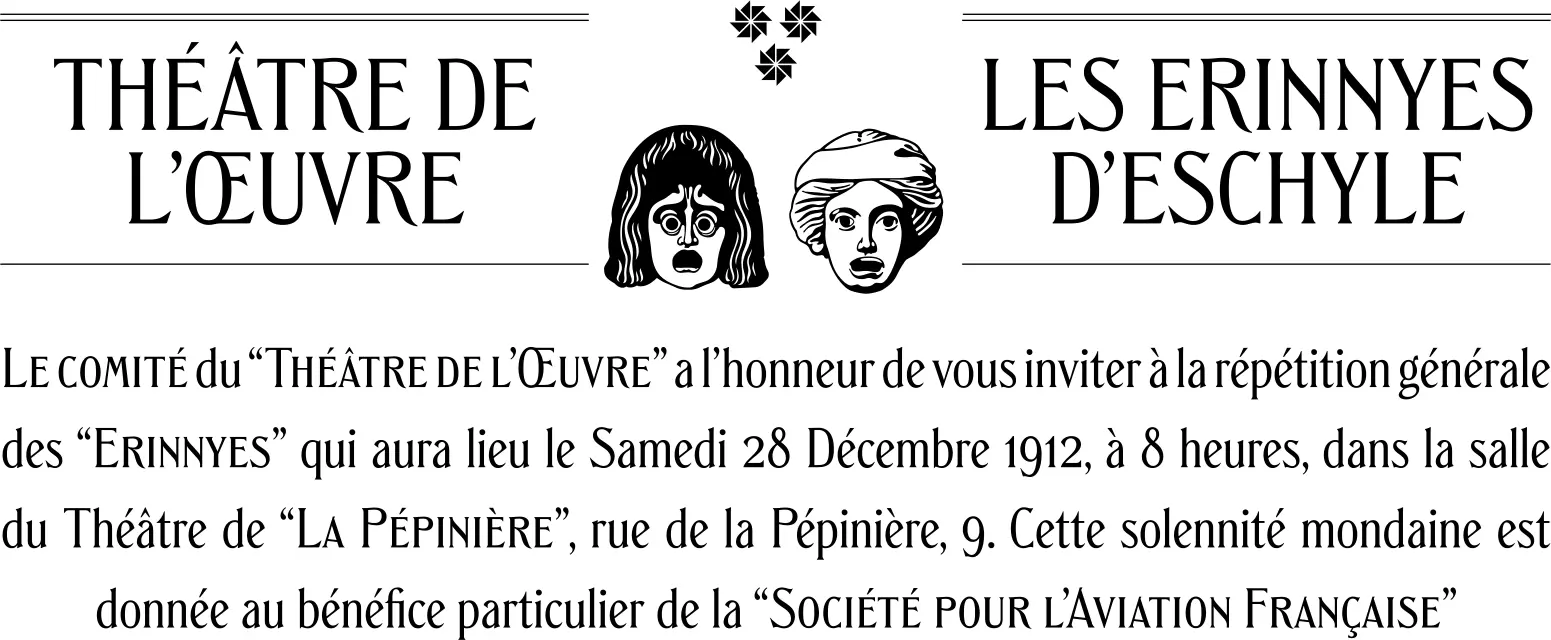 THÉÂTRE DE
L’ŒUVRE
LES ERINNYES
D’ESCHYLE
LE COMITÉ du “THÉÂTRE DE L’ŒUVRE” a l’honneur de vous inviter à la répétition générale
des “ERINNYES” qui aura lieu le Samedi 28 Décembre 1912, à 8 heures, dans la salle
du Théâtre de “LA PÉPINIÈRE”, rue de la Pépinière, 9. Cette solennité mondaine est
donnée au bénéfice particulier de la “SOCIÉTÉ POUR L’AVIATION FRANÇAISE”